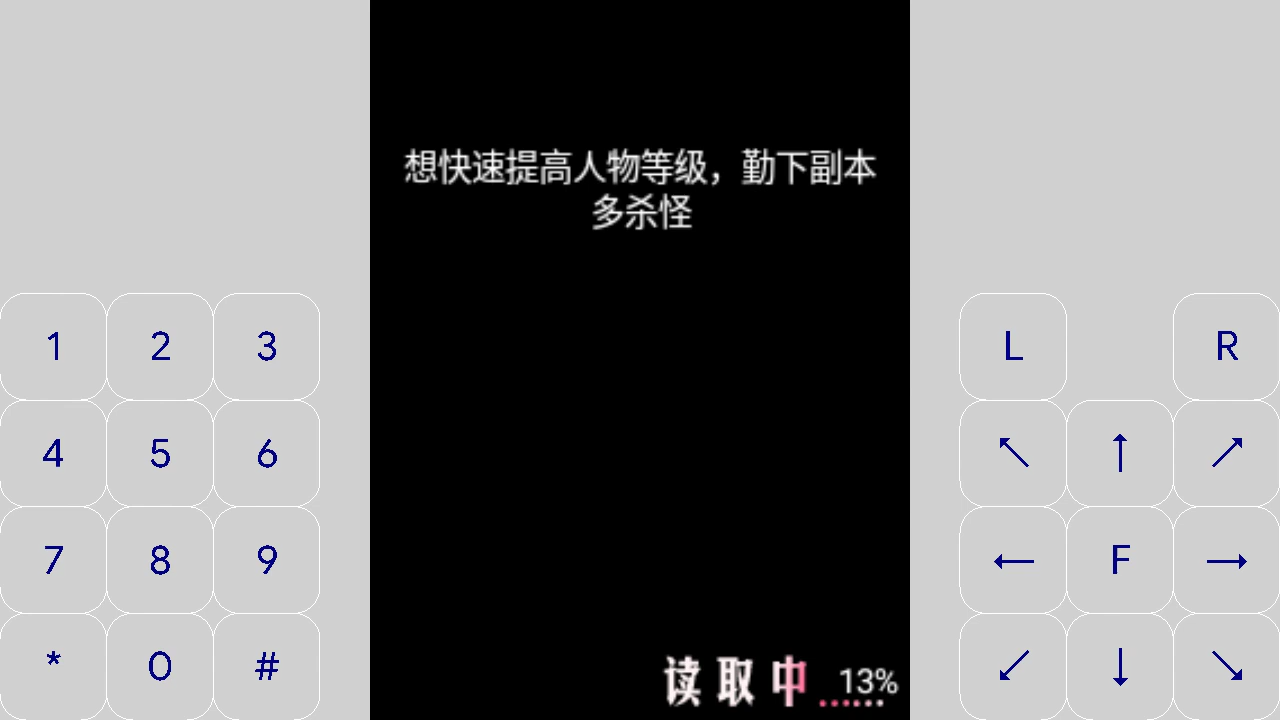 想快速提高人物等级，勤下副本
多杀怪
1 2 3 L R
4 5 6 ↖ ↑ ↗
7 8 9 ← F →
* 0 # ↙ ↓ ↘
读取中 13%